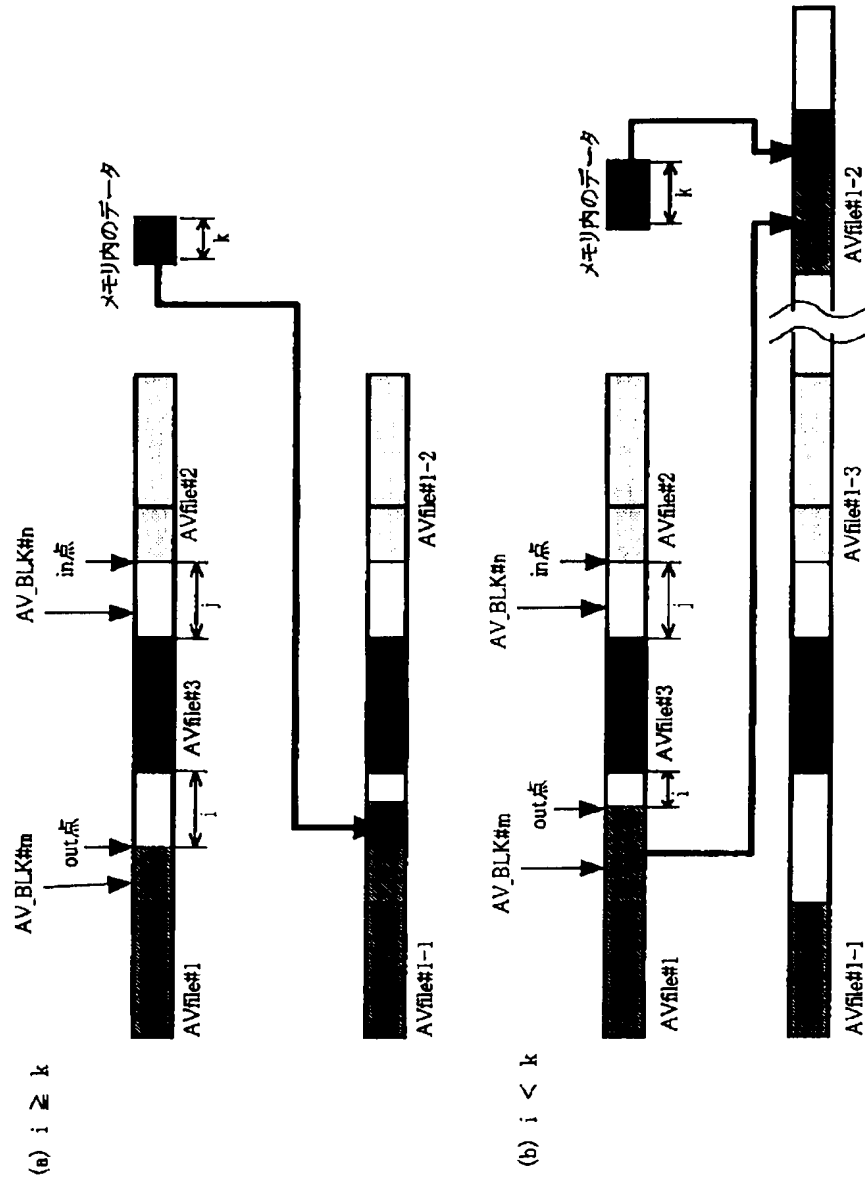 (a) i ≧ k
AV_BLK#m
out点
AV_BLK#n
in点
メモリ内のデータ
i
j
k
AVfile#1
AVfile#3
AVfile#2
AVfile#1-1
AVfile#1-2
(b) i < k
AV_BLK#m
out点
AV_BLK#n
in点
メモリ内のデータ
i
j
k
AVfile#1
AVfile#3
AVfile#2
AVfile#1-1
AVfile#1-3
AVfile#1-2